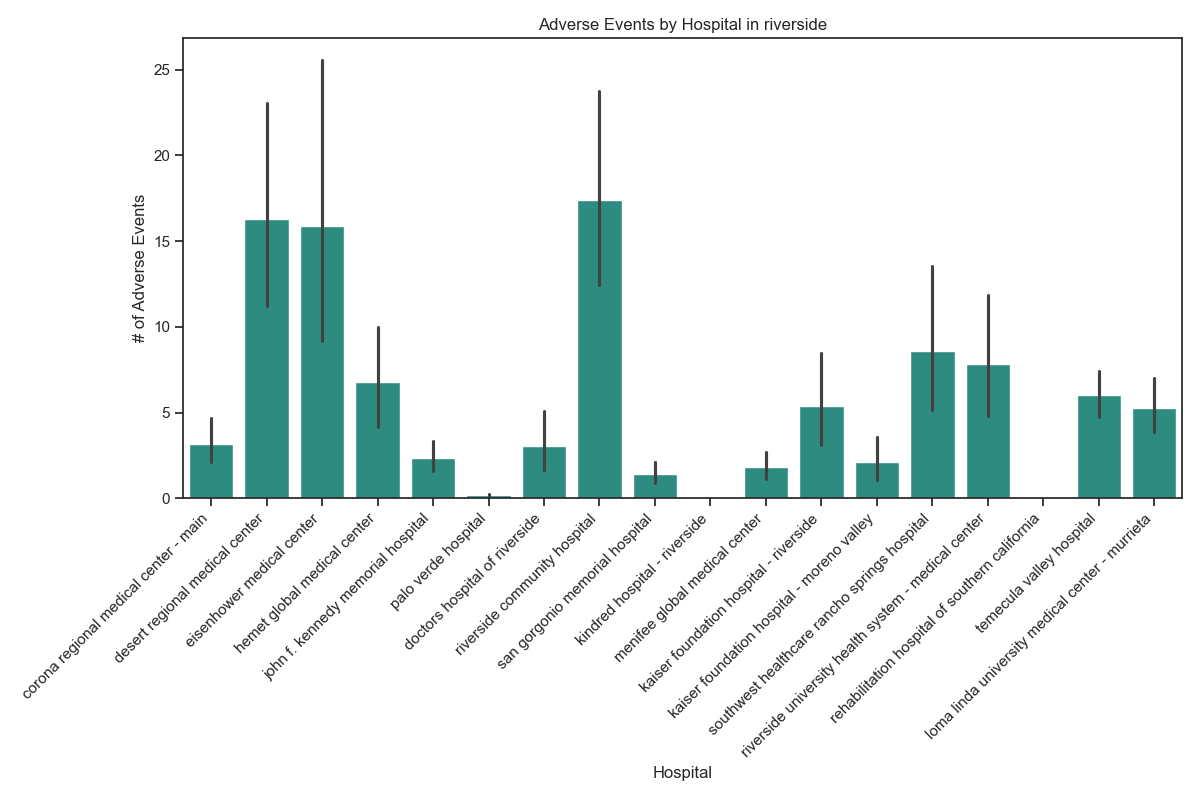 Adverse Events by Hospital in riverside
# of Adverse Events
25
20
15
10
5
0
corona regional medical center - main
desert regional medical center
eisenhower medical center
hemet global medical center
john f. kennedy memorial hospital
palo verde hospital
doctors hospital of riverside
riverside community hospital
san gorgonio memorial hospital
kindred hospital - riverside
menifee global medical center
kaiser foundation hospital - riverside
kaiser foundation hospital - moreno valley
southwest healthcare rancho springs hospital
riverside university health system - medical center
rehabilitation hospital of southern california
temecula valley hospital
loma linda university medical center - murrieta
Hospital